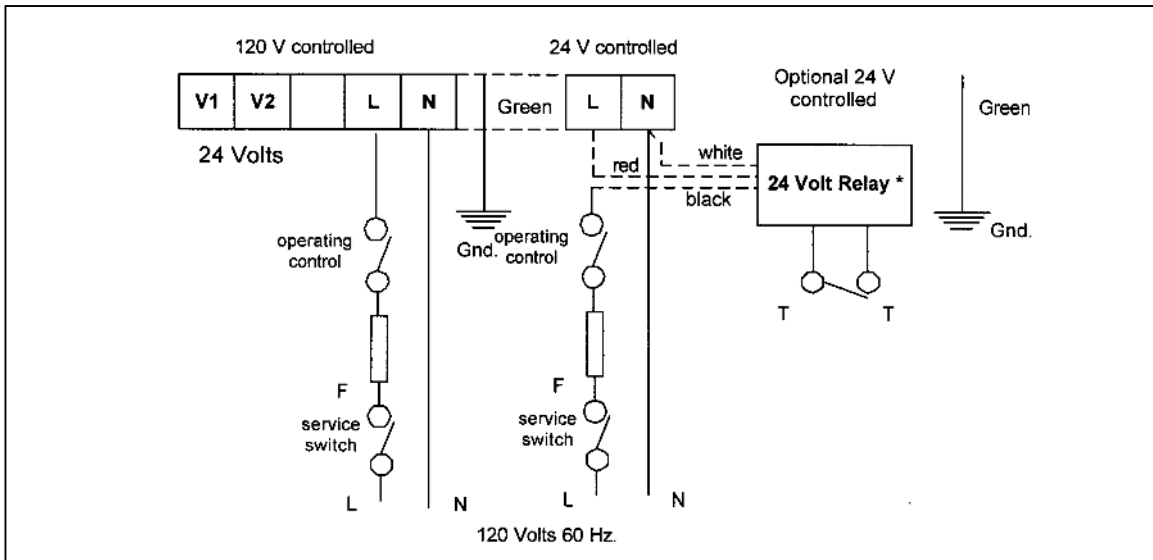 120 V controlled
24 V controlled
Optional 24 V
controlled
V1 V2 L N
Green
L N
Green
24 Volts
white
red
24 Volt Relay *
black
operating
control
Gnd.
operating
control
Gnd.
T T
F
F
service
switch
service
switch
L N
L N
120 Volts 60 Hz.